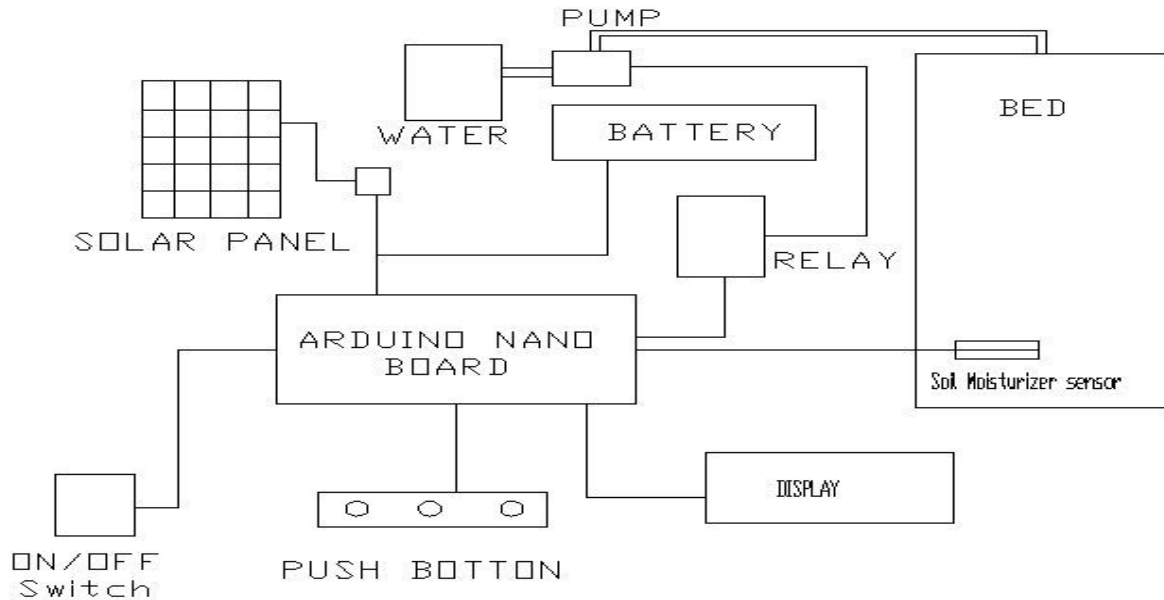 PUMP
WATER
BATTERY
BED
SOLAR PANEL
RELAY
ARDUINO NANO
BOARD
Soil Moisturizer sensor
DISPLAY
ON/OFF
Switch
PUSH BOTTON